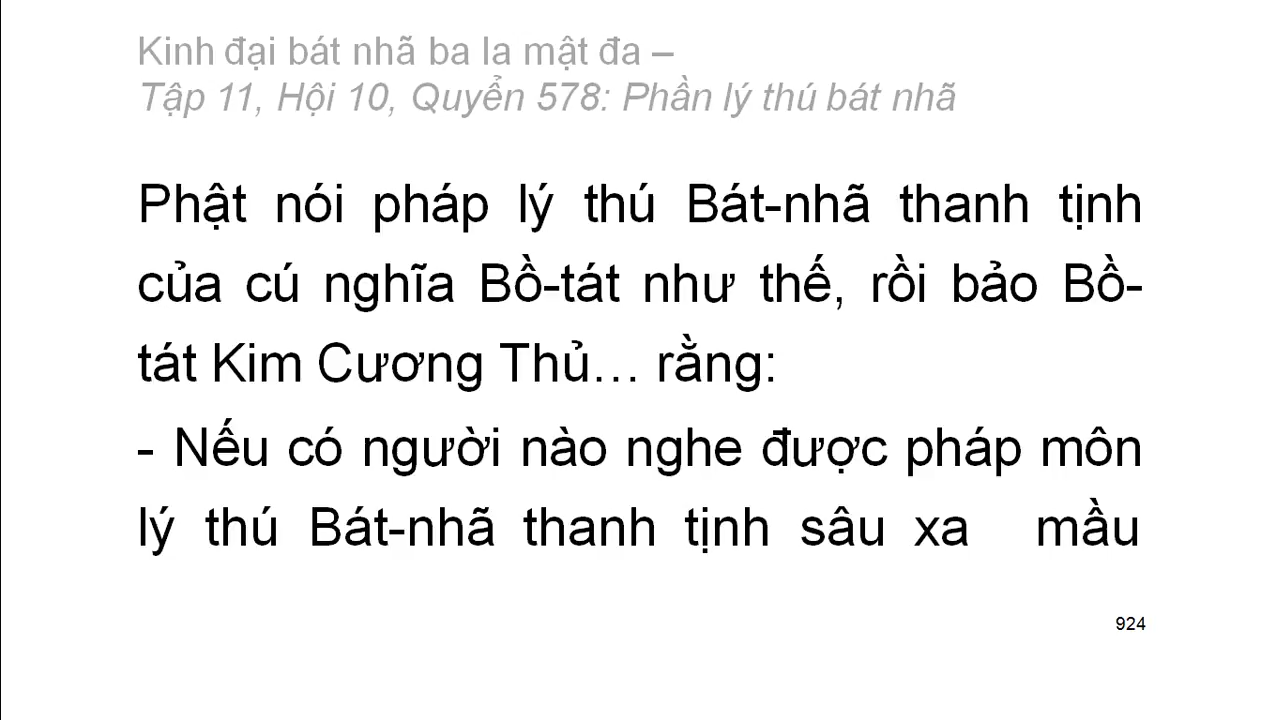 Kinh đại bát nhã ba la mật đa –
Tập 11, Hội 10, Quyển 578: Phần lý thú bát nhã
Phật nói pháp lý thú Bát-nhã thanh tịnh
của cú nghĩa Bồ-tát như thế, rồi bảo Bồ-
tát Kim Cương Thủ… rằng:
- Nếu có người nào nghe được pháp môn
lý thú Bát-nhã thanh tịnh sâu xa mầu
924